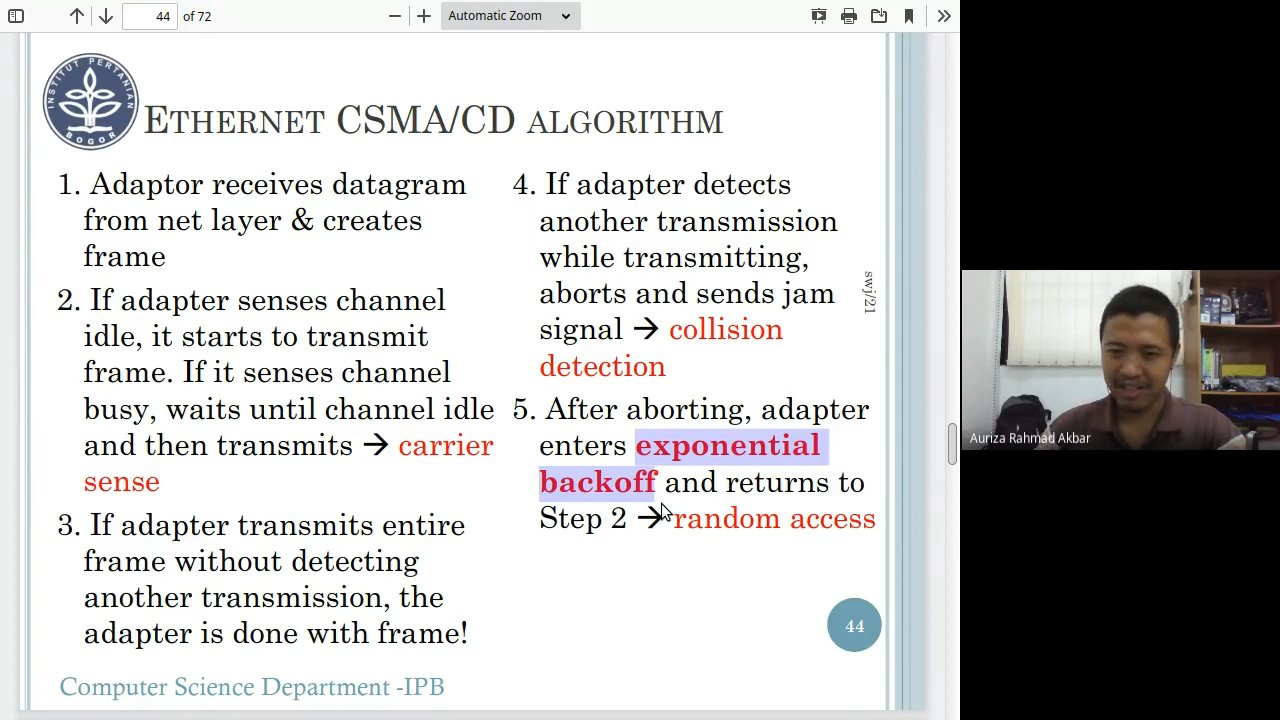 44 of 72
Automatic Zoom
INSTITUT PERTANIAN
BOGOR
ETHERNET CSMA/CD ALGORITHM
1. Adaptor receives datagram
from net layer & creates
frame
2. If adapter senses channel
idle, it starts to transmit
frame. If it senses channel
busy, waits until channel idle
and then transmits → carrier
sense
3. If adapter transmits entire
frame without detecting
another transmission, the
adapter is done with frame!
4. If adapter detects
another transmission
while transmitting,
aborts and sends jam
signal → collision
detection
5. After aborting, adapter
enters exponential
backoff and returns to
Step 2 → random access
swj/21
44
Computer Science Department -IPB
Auriza Rahmad Akbar